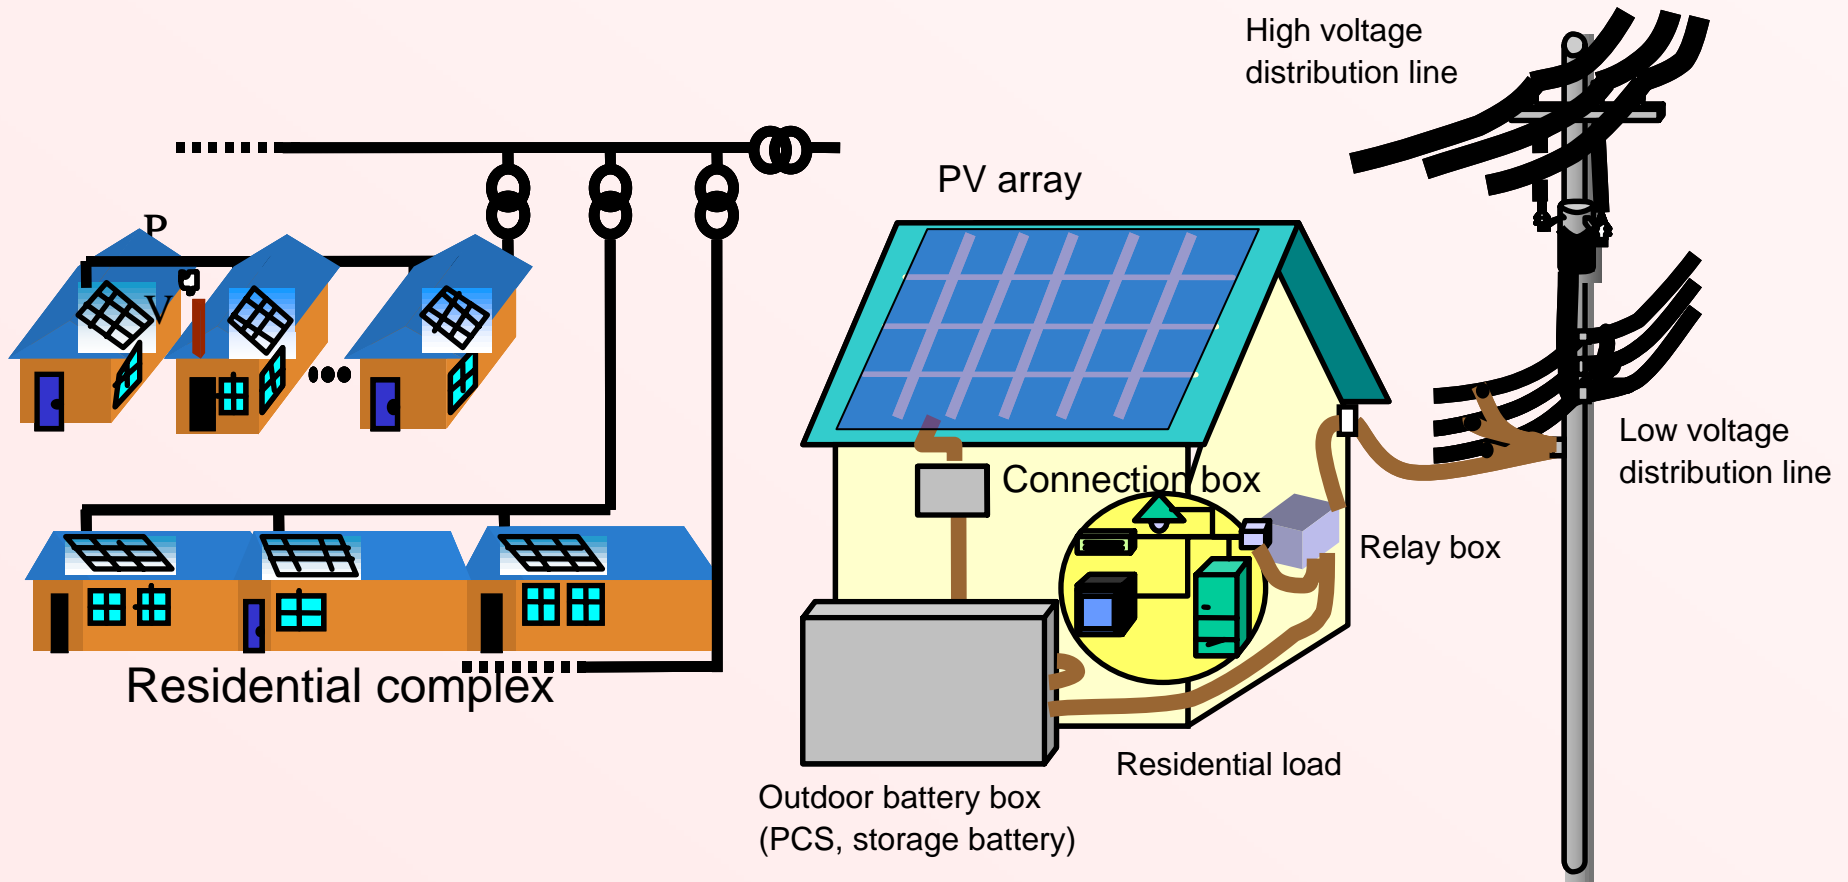 High voltage
distribution line
PV array
P
V
Connection box
Low voltage
distribution line
Relay box
Residential complex
Residential load
Outdoor battery box
(PCS, storage battery)